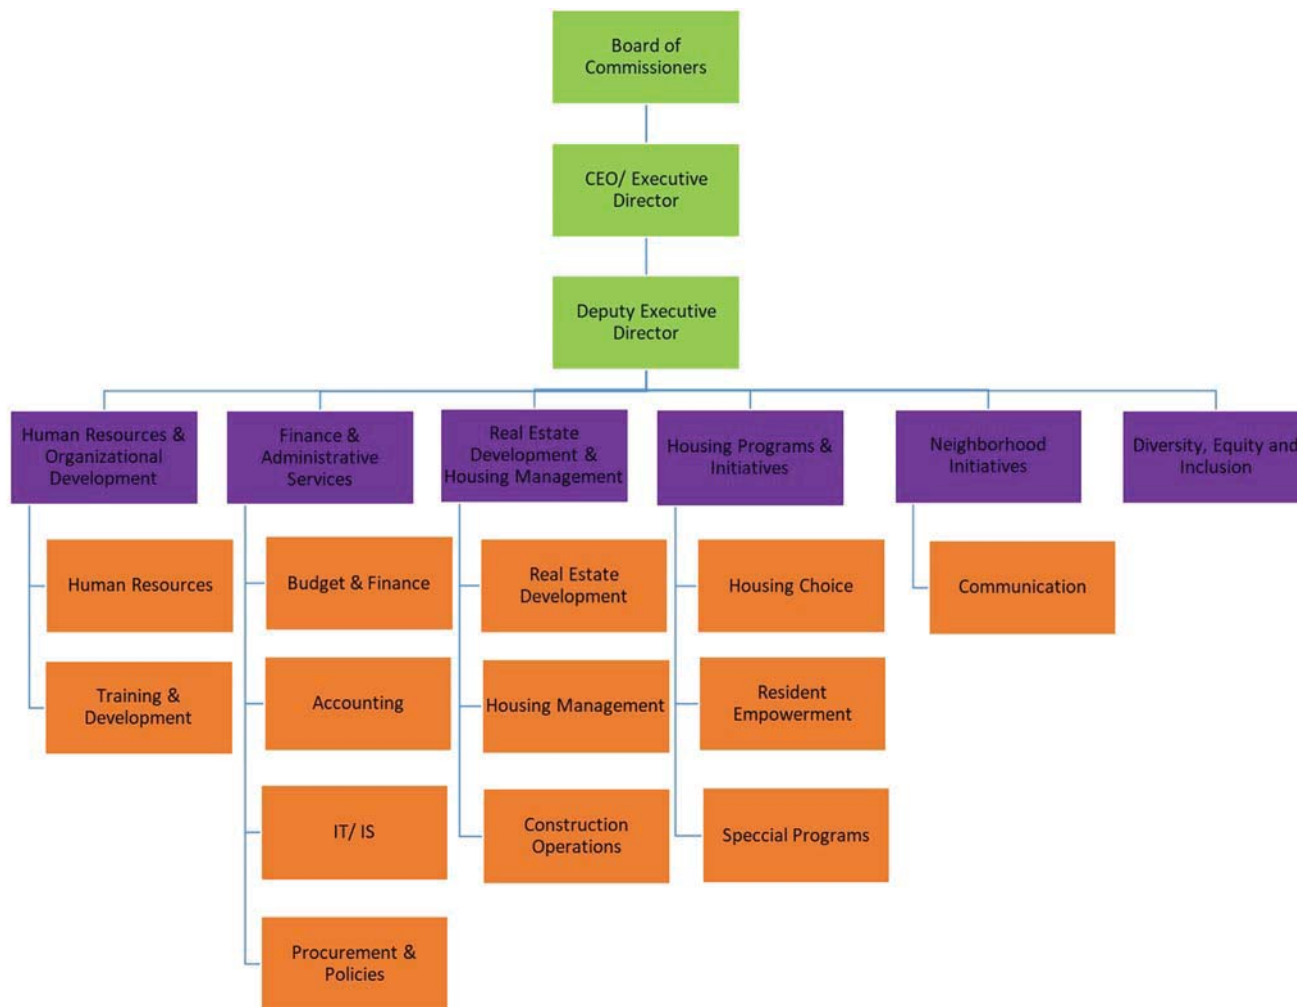 Board of
Commissioners
CEO/ Executive
Director
Deputy Executive
Director
Human Resources &
Organizational
Development
Finance &
Administrative
Services
Real Estate
Development &
Housing Management
Housing Programs &
Initiatives
Neighborhood
Initiatives
Diversity, Equity and
Inclusion
Human Resources
Training &
Development
Budget & Finance
Accounting
IT/ IS
Procurement &
Policies
Real Estate
Development
Housing Management
Construction
Operations
Housing Choice
Resident
Empowerment
Speccial Programs
Communication